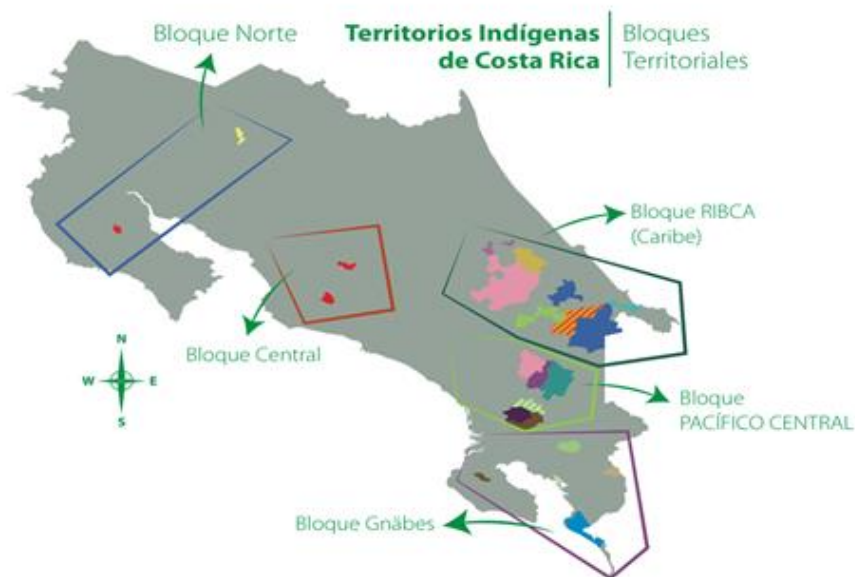 Bloque Norte
Territorios Indígenas
de Costa Rica
Bloques
Territoriales
Bloque RIBCA
(Caribe)
Bloque Central
N
W
E
S
Bloque
PACÍFICO CENTRAL
Bloque Gnäbes